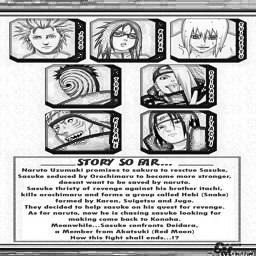 STORY SO FAR...
Naruto Uzumaki promises to sakura to resctue Sasuke.
Sasuke seduced by Orochimaru to become more stronger,
doesnt want to be saved by naruto.
Sasuke thristy of revenge against his brother itachi,
kills orochimaru and forms a group called Hebi (Snake)
formed by Karen, Suigetsu and Jugo.
They decided to help sasuke on his quest for revenge.
As for naruto, now he is chasing sasuke looking for
making come back to Konoha.
Meanwhile...Sasuke confronts Deidara,
a Member from Akatsuki (Red Moon)
How this fight shall ends...!?